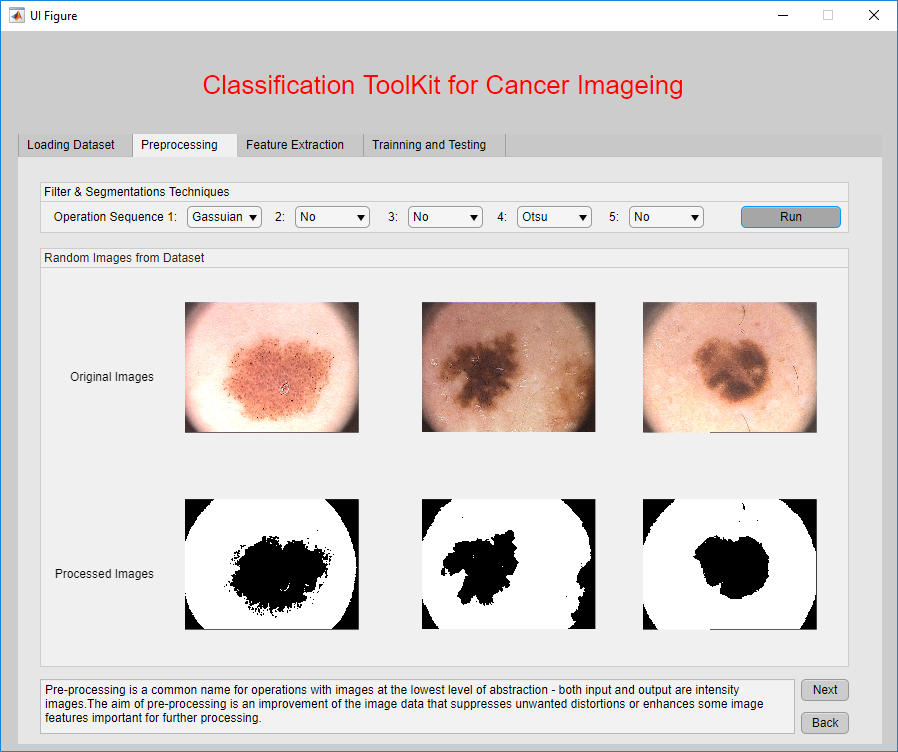 UI Figure
Classification ToolKit for Cancer Imageing
Loading Dataset Preprocessing Feature Extraction Trainning and Testing
Filter & Segmentations Techniques
Operation Sequence 1: Gassuian 2: No 3: No 4: Otsu 5: No Run
Random Images from Dataset
Original Images
Processed Images
Pre-processing is a common name for operations with images at the lowest level of abstraction - both input and output are intensity
images.The aim of pre-processing is an improvement of the image data that suppresses unwanted distortions or enhances some image
features important for further processing.
Next
Back